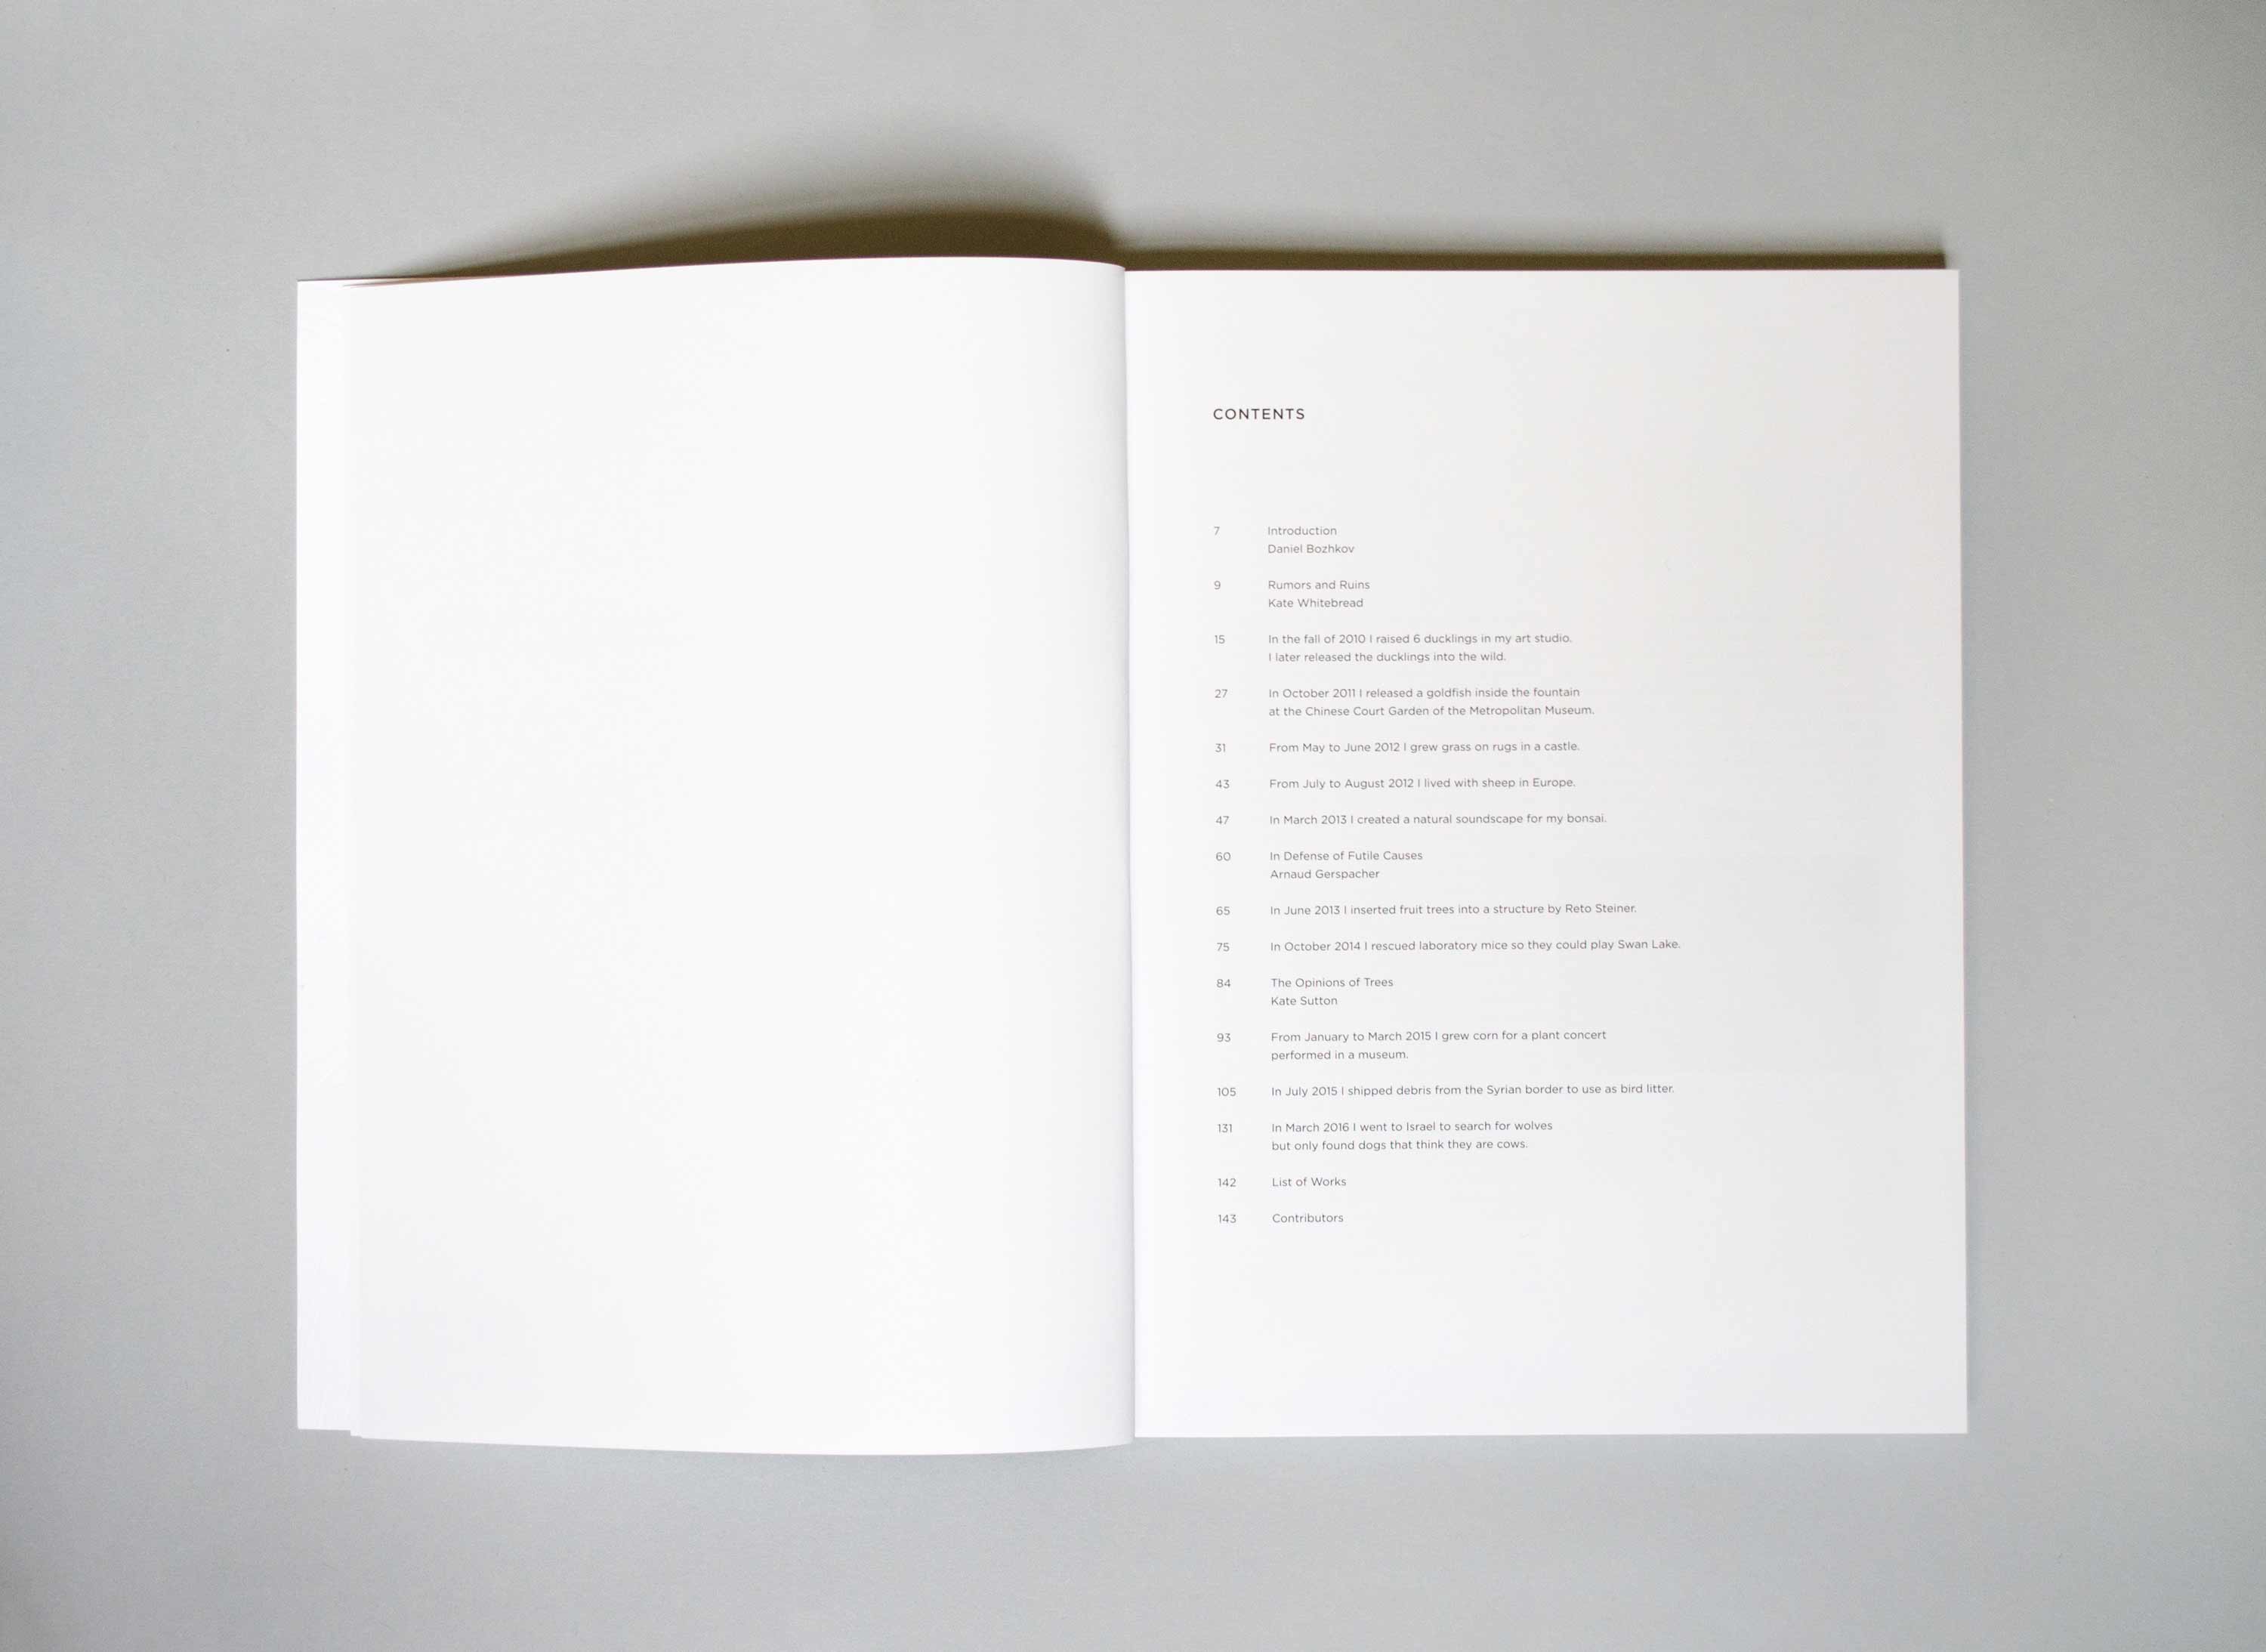 CONTENTS
7 Introduction
Daniel Bozhkov
9 Rumors and Ruins
Kate Whitebread
15 In the fall of 2010 I raised 6 ducklings in my art studio.
I later released the ducklings into the wild.
27 In October 2011 I released a goldfish inside the fountain
at the Chinese Court Garden of the Metropolitan Museum.
31 From May to June 2012 I grew grass on rugs in a castle.
43 From July to August 2012 I lived with sheep in Europe.
47 In March 2013 I created a natural soundscape for my bonsai.
60 In Defense of Futile Causes
Arnaud Gerspacher
65 In June 2013 I inserted fruit trees into a structure by Reto Steiner.
75 In October 2014 I rescued laboratory mice so they could play Swan Lake.
84 The Opinions of Trees
Kate Sutton
93 From January to March 2015 I grew corn for a plant concert
performed in a museum.
105 In July 2015 I shipped debris from the Syrian border to use as bird litter.
131 In March 2016 I went to Israel to search for wolves
but only found dogs that think they are cows.
142 List of Works
143 Contributors